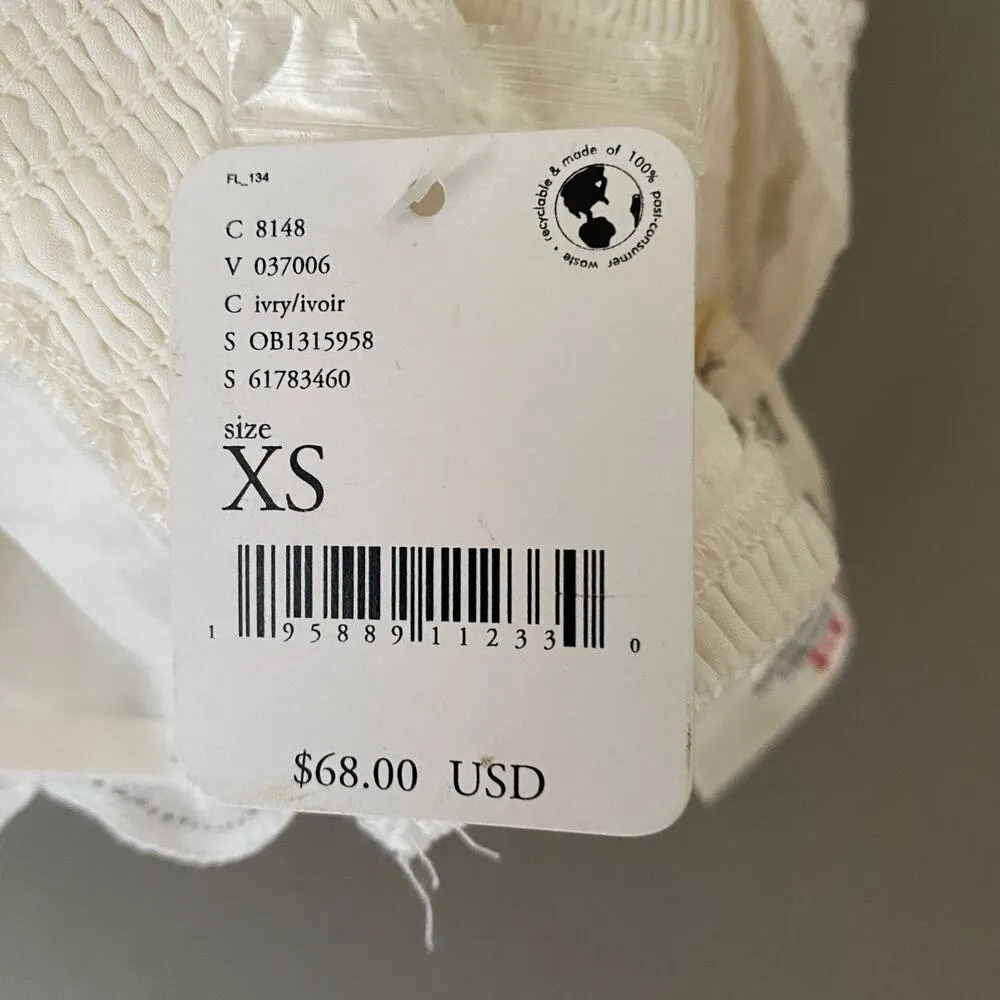 FL_134
recyclable & made of 100% post-consumer waste •
C 8148
V 037006
C ivry/ivoir
S OB1315958
S 61783460
size
XS
1 95889 11233 0
$68.00 USD